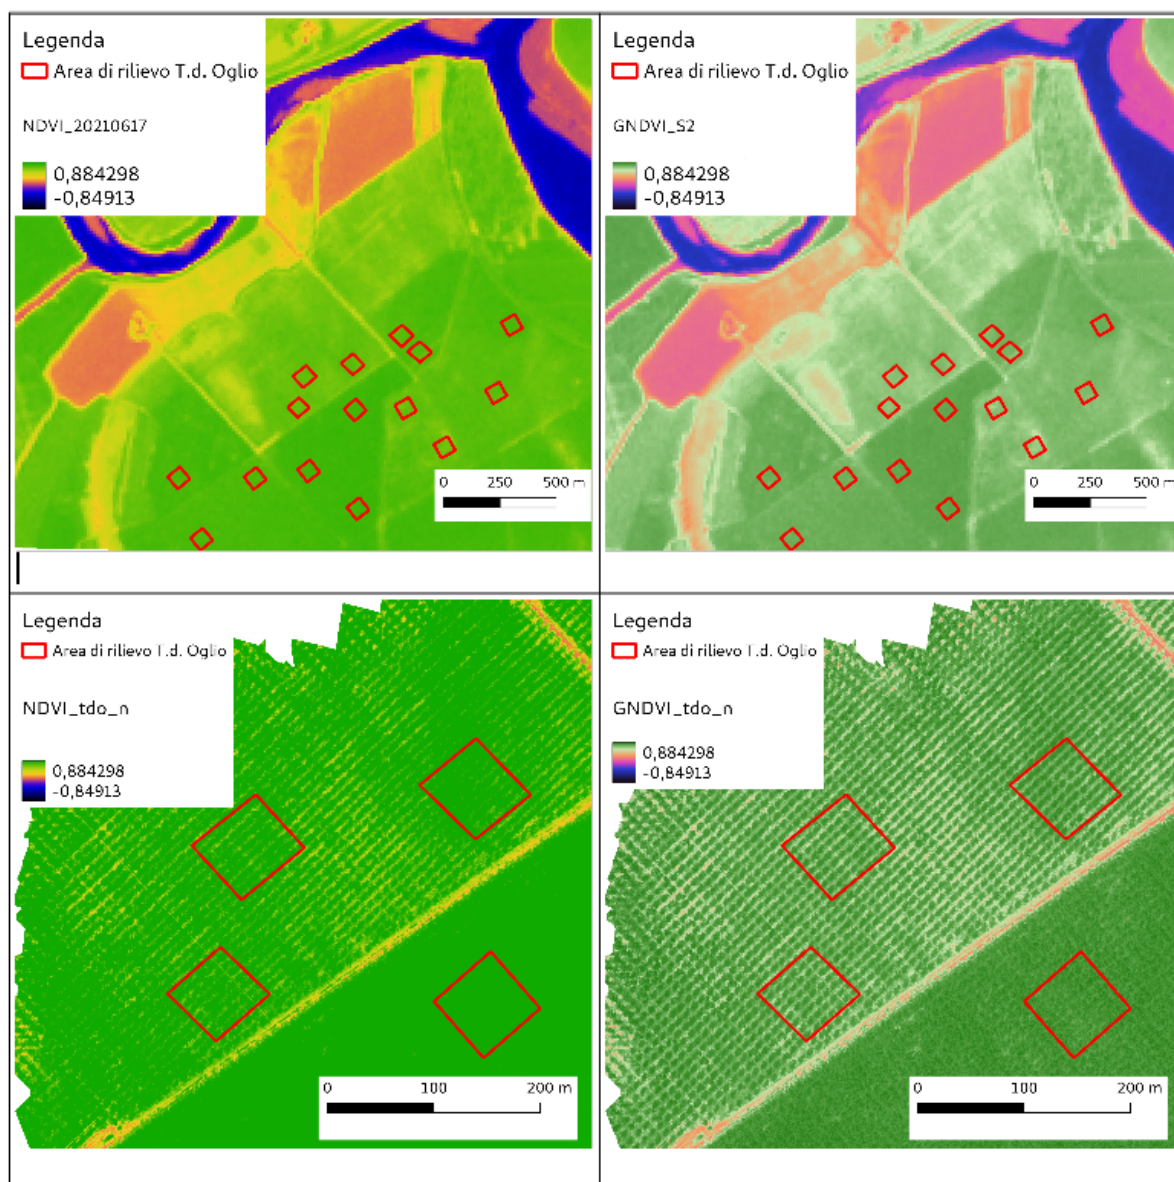 Legenda
Area di rilievo T.d. Oglio
NDVI_20210617
0,884298
-0,84913
0 250 500 m
Legenda
Area di rilievo T.d. Oglio
GNDVI_S2
0,884298
-0,84913
0 250 500 m
Legenda
Area di rilievo T.d. Oglio
NDVI_tdo_n
0,884298
-0,84913
0 100 200 m
Legenda
Area di rilievo T.d. Oglio
GNDVI_tdo_n
0,884298
-0,84913
0 100 200 m